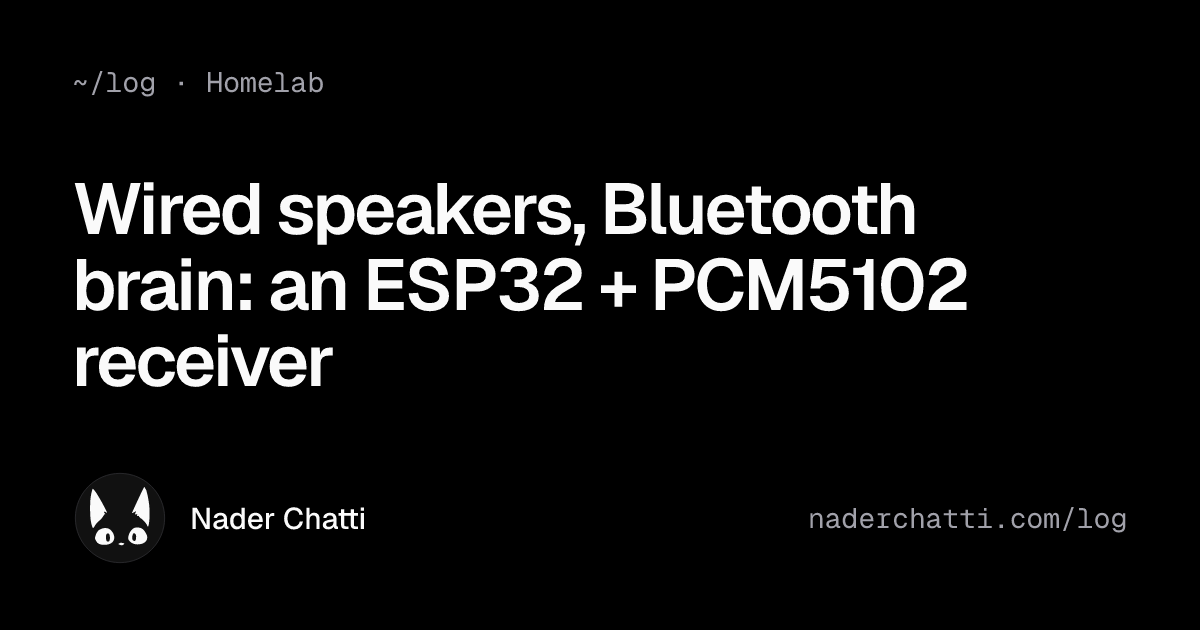 ~/log · Homelab
Wired speakers, Bluetooth
brain: an ESP32 + PCM5102
receiver
Nader Chatti
naderchatti.com/log